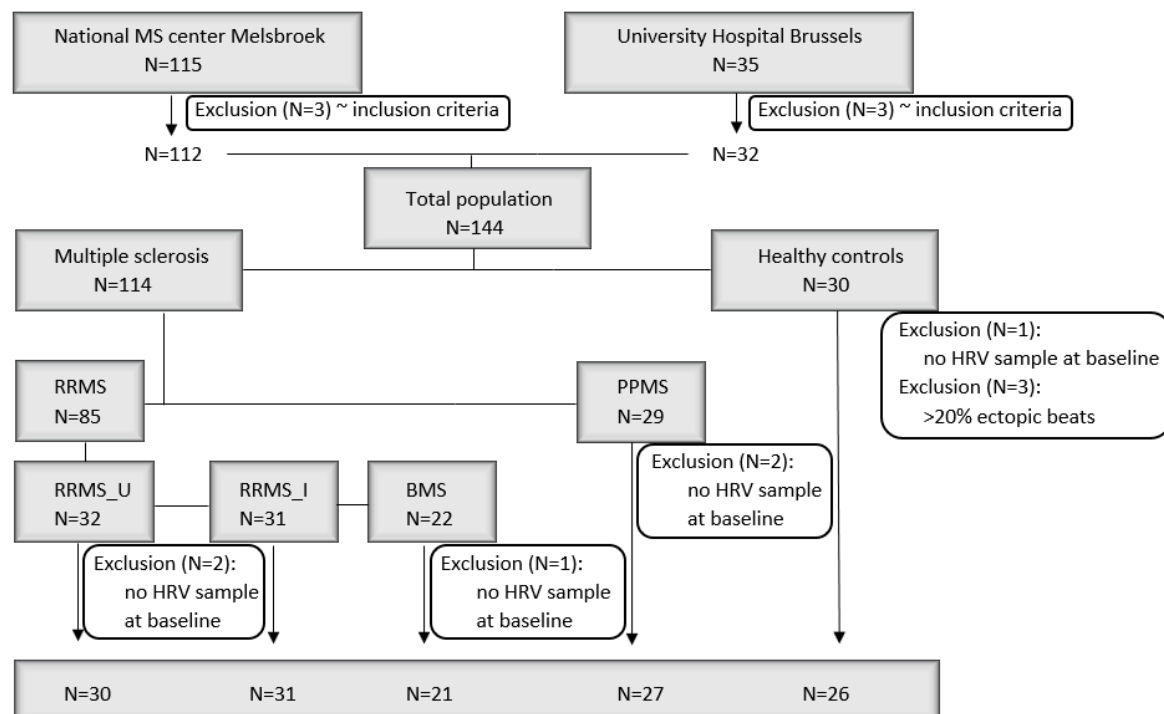 National MS center Melsbroek
N=115
University Hospital Brussels
N=35
Exclusion (N=3) ~ inclusion criteria
Exclusion (N=3) ~ inclusion criteria
N=112
N=32
Total population
N=144
Multiple sclerosis
N=114
Healthy controls
N=30
Exclusion (N=1):
no HRV sample at baseline
Exclusion (N=3):
>20% ectopic beats
RRMS
N=85
PPMS
N=29
Exclusion (N=2):
no HRV sample
at baseline
RRMS_U
N=32
RRMS_I
N=31
BMS
N=22
Exclusion (N=2):
no HRV sample
at baseline
Exclusion (N=1):
no HRV sample
at baseline
N=30
N=31
N=21
N=27
N=26